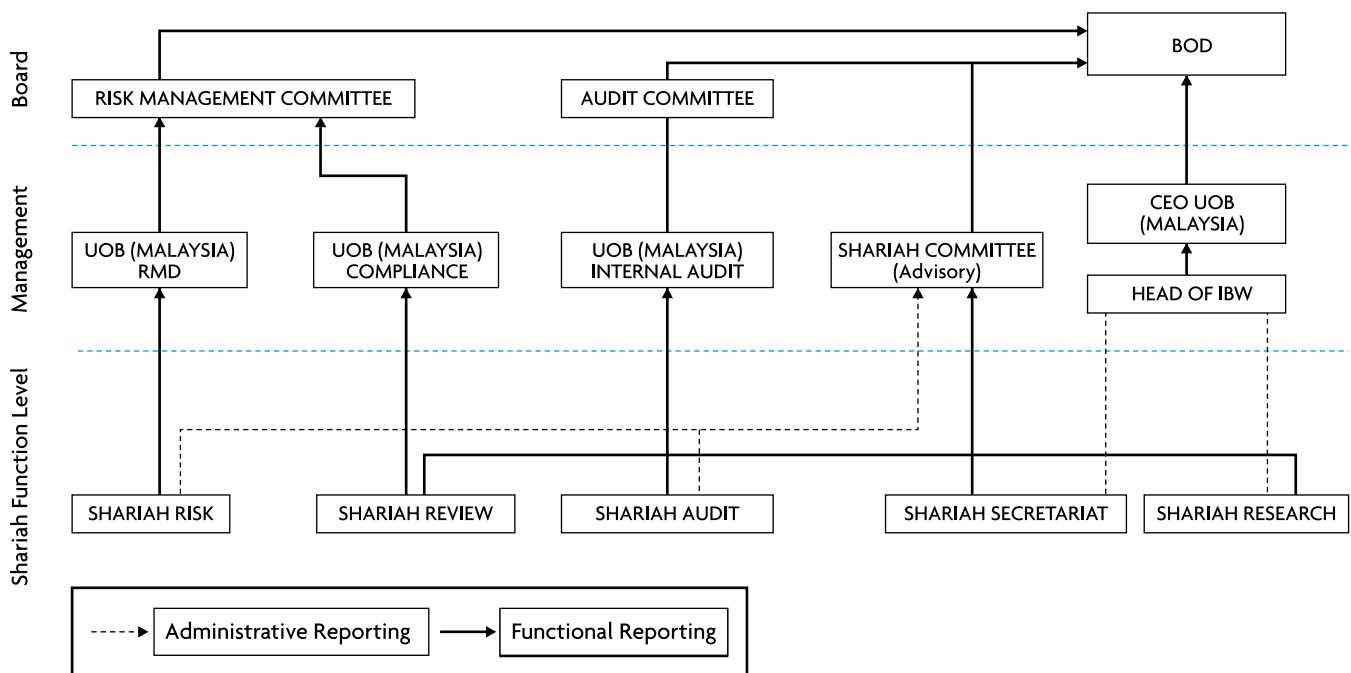 Board
BOD
RISK MANAGEMENT COMMITTEE
AUDIT COMMITTEE
Management
CEO UOB
(MALAYSIA)
UOB (MALAYSIA)
RMD
UOB (MALAYSIA)
COMPLIANCE
UOB (MALAYSIA)
INTERNAL AUDIT
SHARIAH COMMITTEE
(Advisory)
HEAD OF IBW
Shariah Function Level
SHARIAH RISK
SHARIAH REVIEW
SHARIAH AUDIT
SHARIAH SECRETARIAT
SHARIAH RESEARCH
Administrative Reporting
Functional Reporting